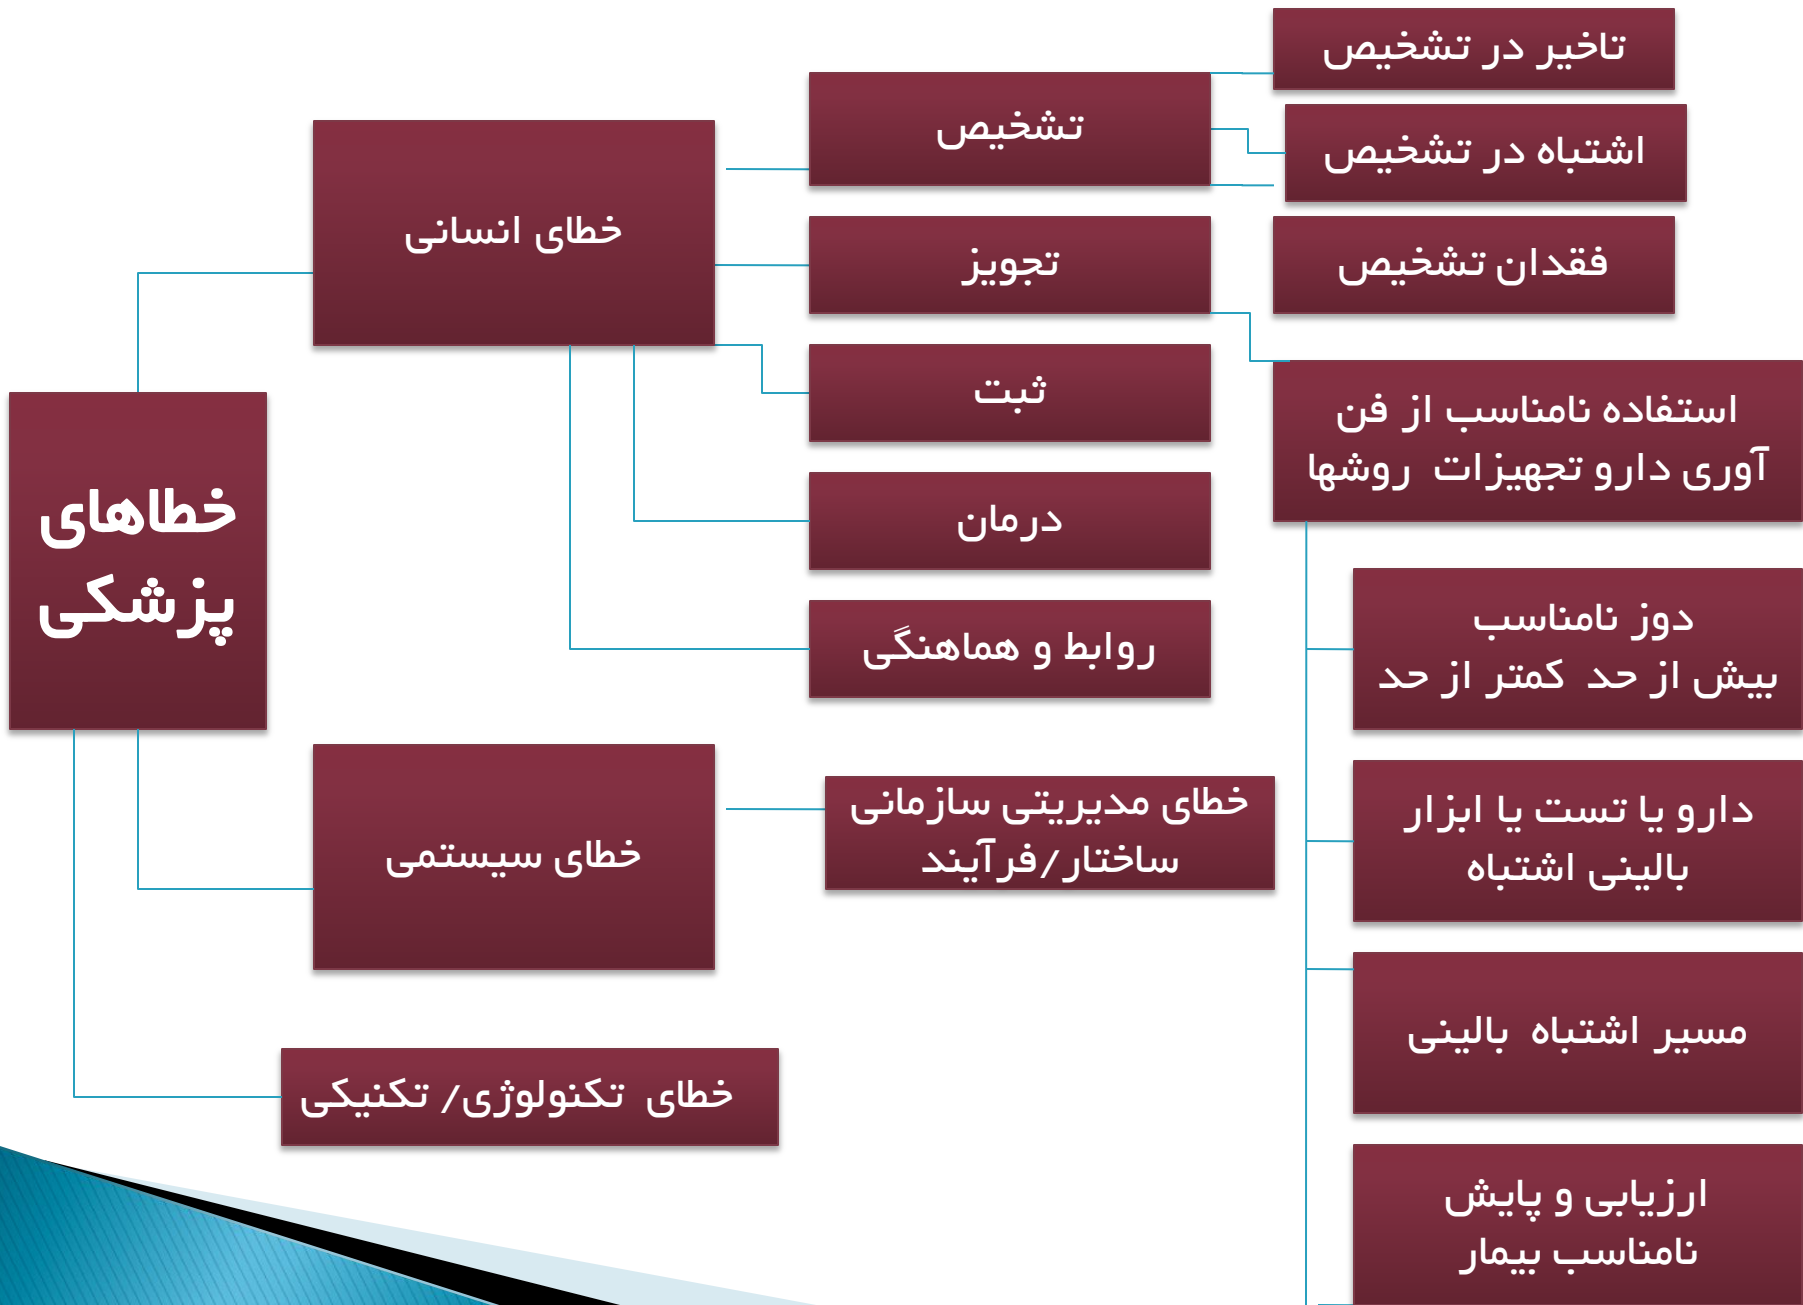 خطاهای
پزشکی
خطای انسانی
تشخیص
تاخیر در تشخیص
اشتباه در تشخیص
فقدان تشخیص
تجویز
استفاده نامناسب از فن
آوری دارو تجهیزات روشها
دوز نامناسب
بیش از حد کمتر از حد
دارو یا تست یا ابزار
بالینی اشتباه
مسیر اشتباه بالینی
ارزیابی و پایش
نامناسب بیمار
ثبت
درمان
روابط و هماهنگی
خطای سیستمی
خطای مدیریتی سازمانی
ساختار/فرآیند
خطای تکنولوژی/ تکنیکی